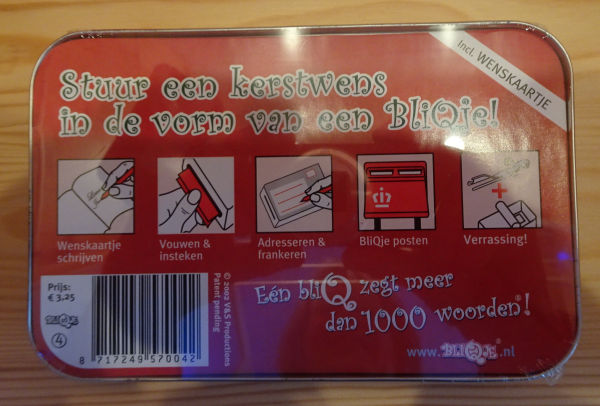 Incl. WENSKAARTJE
Stuur een kerstwens
in de vorm van een BliQje!
Wenskaartje
schrijven
Vouwen &
insteken
Adresseren &
frankeren
BliQje posten
Verrassing!
Prijs:
€ 3,25
BLIQJE
4
8 717249 570042
© 2002 V&S Productions
Patent pending
Eén bliQ zegt meer
dan 1000 woorden!
www.BLIQJE.nl